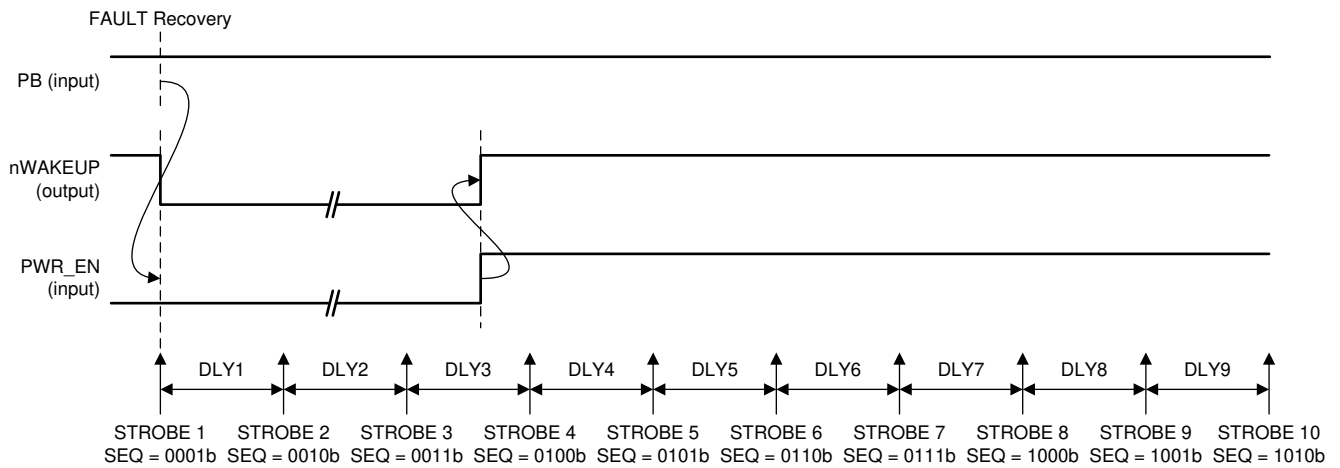 FAULT Recovery
PB (input)
nWAKEUP
(output)
PWR_EN
(input)
DLY1 DLY2 DLY3 DLY4 DLY5 DLY6 DLY7 DLY8 DLY9
STROBE 1 STROBE 2 STROBE 3 STROBE 4 STROBE 5 STROBE 6 STROBE 7 STROBE 8 STROBE 9 STROBE 10
SEQ = 0001b SEQ = 0010b SEQ = 0011b SEQ = 0100b SEQ = 0101b SEQ = 0110b SEQ = 0111b SEQ = 1000b SEQ = 1001b SEQ = 1010b